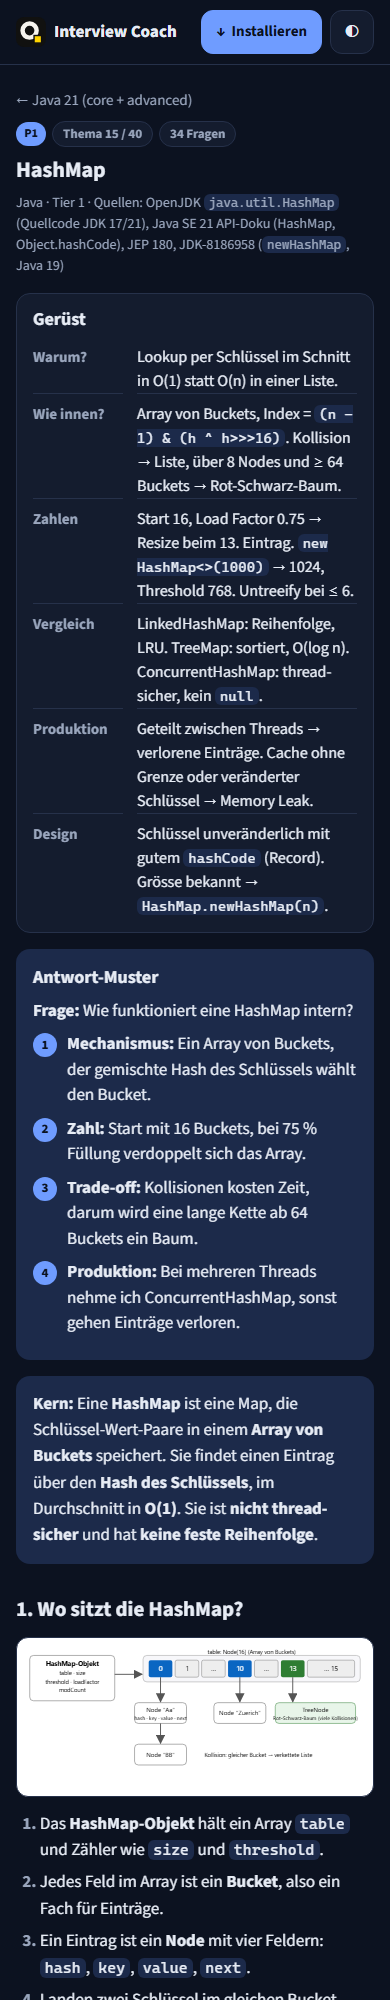 Interview Coach
↓ Installieren
← Java 21 (core + advanced)
P1
Thema 15 / 40
34 Fragen
HashMap
Java · Tier 1 · Quellen: OpenJDK java.util.HashMap
(Quellcode JDK 17/21), Java SE 21 API-Doku (HashMap,
Object.hashCode), JEP 180, JDK-8186958 (newHashMap,
Java 19)
Gerüst
Warum?
Lookup per Schlüssel im Schnitt
in O(1) statt O(n) in einer Liste.
Wie innen?
Array von Buckets, Index = (n −
1) & (h ^ h>>>16). Kollision
→ Liste, über 8 Nodes und ≥ 64
Buckets → Rot-Schwarz-Baum.
Zahlen
Start 16, Load Factor 0.75 →
Resize beim 13. Eintrag. new
HashMap<>(1000) → 1024,
Threshold 768. Untreeify bei ≤ 6.
Vergleich
LinkedHashMap: Reihenfolge,
LRU. TreeMap: sortiert, O(log n).
ConcurrentHashMap: thread-
sicher, kein null.
Produktion
Geteilt zwischen Threads →
verlorene Einträge. Cache ohne
Grenze oder veränderter
Schlüssel → Memory Leak.
Design
Schlüssel unveränderlich mit
gutem hashCode (Record).
Grösse bekannt →
HashMap.newHashMap(n).
Antwort-Muster
Frage: Wie funktioniert eine HashMap intern?
1 Mechanismus: Ein Array von Buckets,
der gemischte Hash des Schlüssels wählt
den Bucket.
2 Zahl: Start mit 16 Buckets, bei 75 %
Füllung verdoppelt sich das Array.
3 Trade-off: Kollisionen kosten Zeit,
darum wird eine lange Kette ab 64
Buckets ein Baum.
4 Produktion: Bei mehreren Threads
nehme ich ConcurrentHashMap, sonst
gehen Einträge verloren.
Kern: Eine HashMap ist eine Map, die
Schlüssel-Wert-Paare in einem Array von
Buckets speichert. Sie findet einen Eintrag
über den Hash des Schlüssels, im
Durchschnitt in O(1). Sie ist nicht thread-
sicher und hat keine feste Reihenfolge.
1. Wo sitzt die HashMap?
table: Node[16] (Array von Buckets)
HashMap-Objekt
table · size
threshold · loadFactor
modCount
0
1
...
10
...
13
... 15
Node "Aa"
hash · key · value · next
Node "Zuerich"
TreeNode
Rot-Schwarz-Baum (viele Kollisionen)
Node "BB"
Kollision: gleicher Bucket → verkettete Liste
1. Das HashMap-Objekt hält ein Array table
und Zähler wie size und threshold.
2. Jedes Feld im Array ist ein Bucket, also ein
Fach für Einträge.
3. Ein Eintrag ist ein Node mit vier Feldern:
hash, key, value, next.
4. Landen zwei Schlüssel im gleichen Bucket,